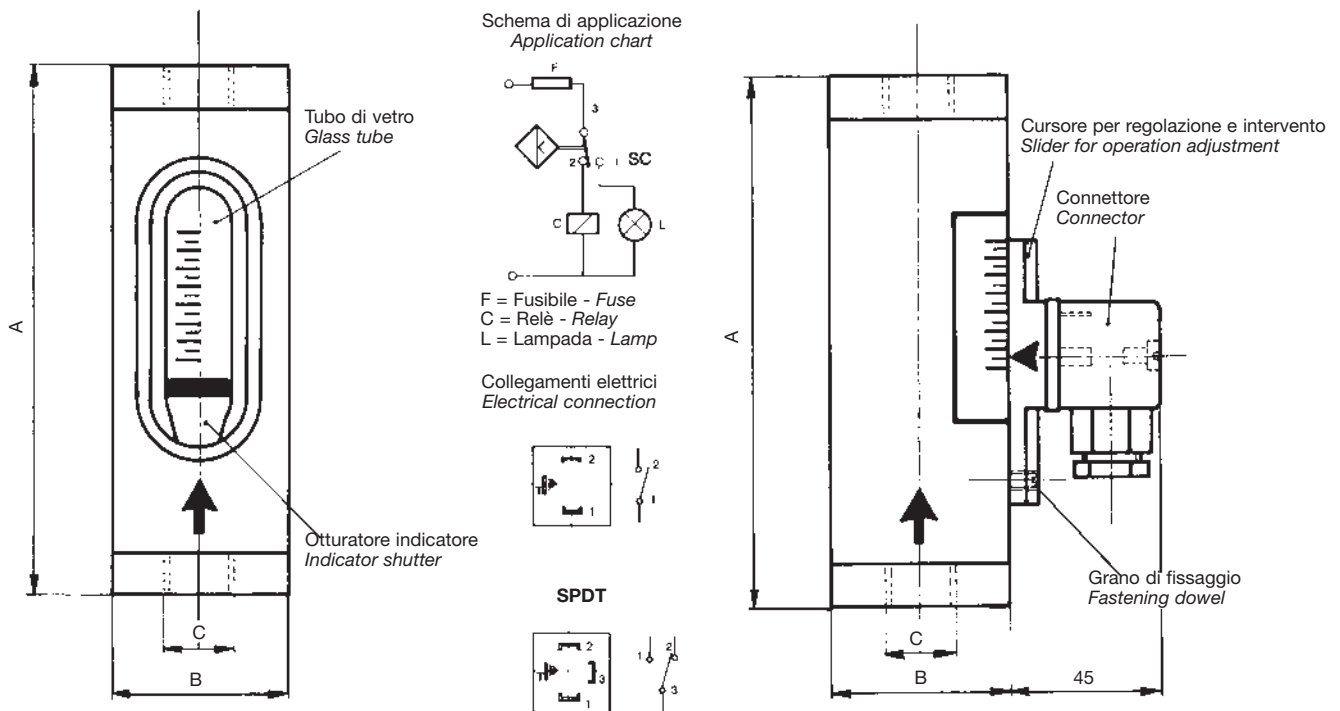 Schema di applicazione
Application chart
F
3
2
1
SC
C
L
F = Fusibile - Fuse
C = Relè - Relay
L = Lampada - Lamp
Collegamenti elettrici
Electrical connection
2
1
2
1
SPDT
2
3
1
1
2
3
Tubo di vetro
Glass tube
Otturatore indicatore
Indicator shutter
A
C
B
Cursore per regolazione e intervento
Slider for operation adjustment
Connettore
Connector
Grano di fissaggio
Fastening dowel
A
C
B
45